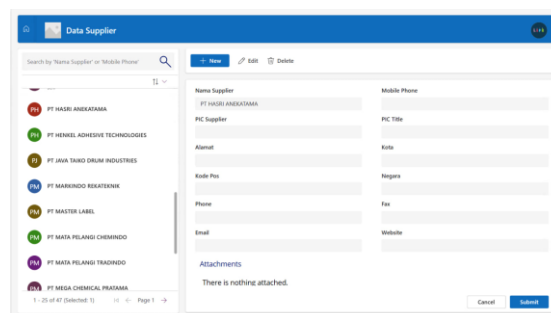 Data Supplier
LIVE
Search by 'Nama Supplier' or 'Mobile Phone'
PH PT HASRI ANEKATAMA
PH PT HENKEL ADHESIVE TECHNOLOGIES
PJ PT JAVA TAIKO DRUM INDUSTRIES
PM PT MARKINDO REKATEKNIK
PM PT MASTER LABEL
PM PT MATA PELANGI CHEMINDO
PM PT MATA PELANGI TRADINDO
PM PT MEGA CHEMICAL PRATAMA
1 - 25 of 47 (Selected: 1) Page 1
+ New Edit Delete
Nama Supplier Mobile Phone
PT HASRI ANEKATAMA
PIC Supplier PIC Title
Alamat Kota
Kode Pos Negara
Phone Fax
Email Website
Attachments
There is nothing attached.
Cancel Submit